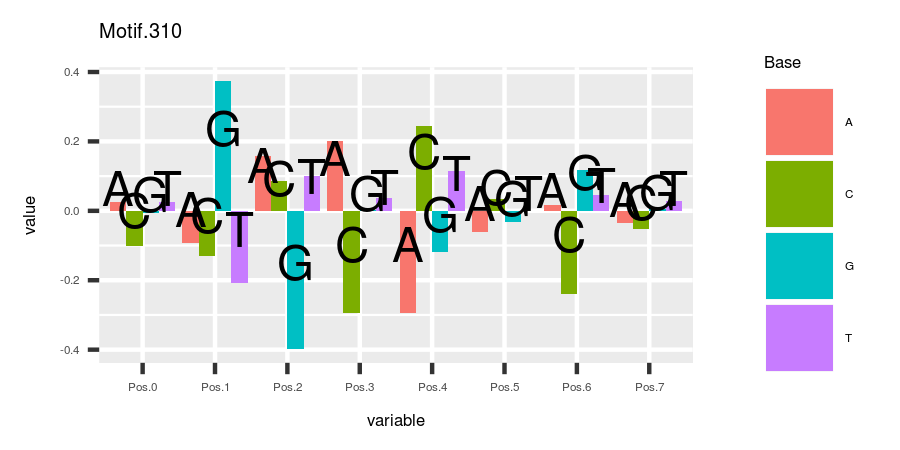 Motif.310
Base
0.4
0.2
0.0
-0.2
-0.4
value
A C G T
A C G T
A C G T
A C G T
A C G T
A C G T
A C G T
A C G T
Pos.0 Pos.1 Pos.2 Pos.3 Pos.4 Pos.5 Pos.6 Pos.7
variable
A
C
G
T